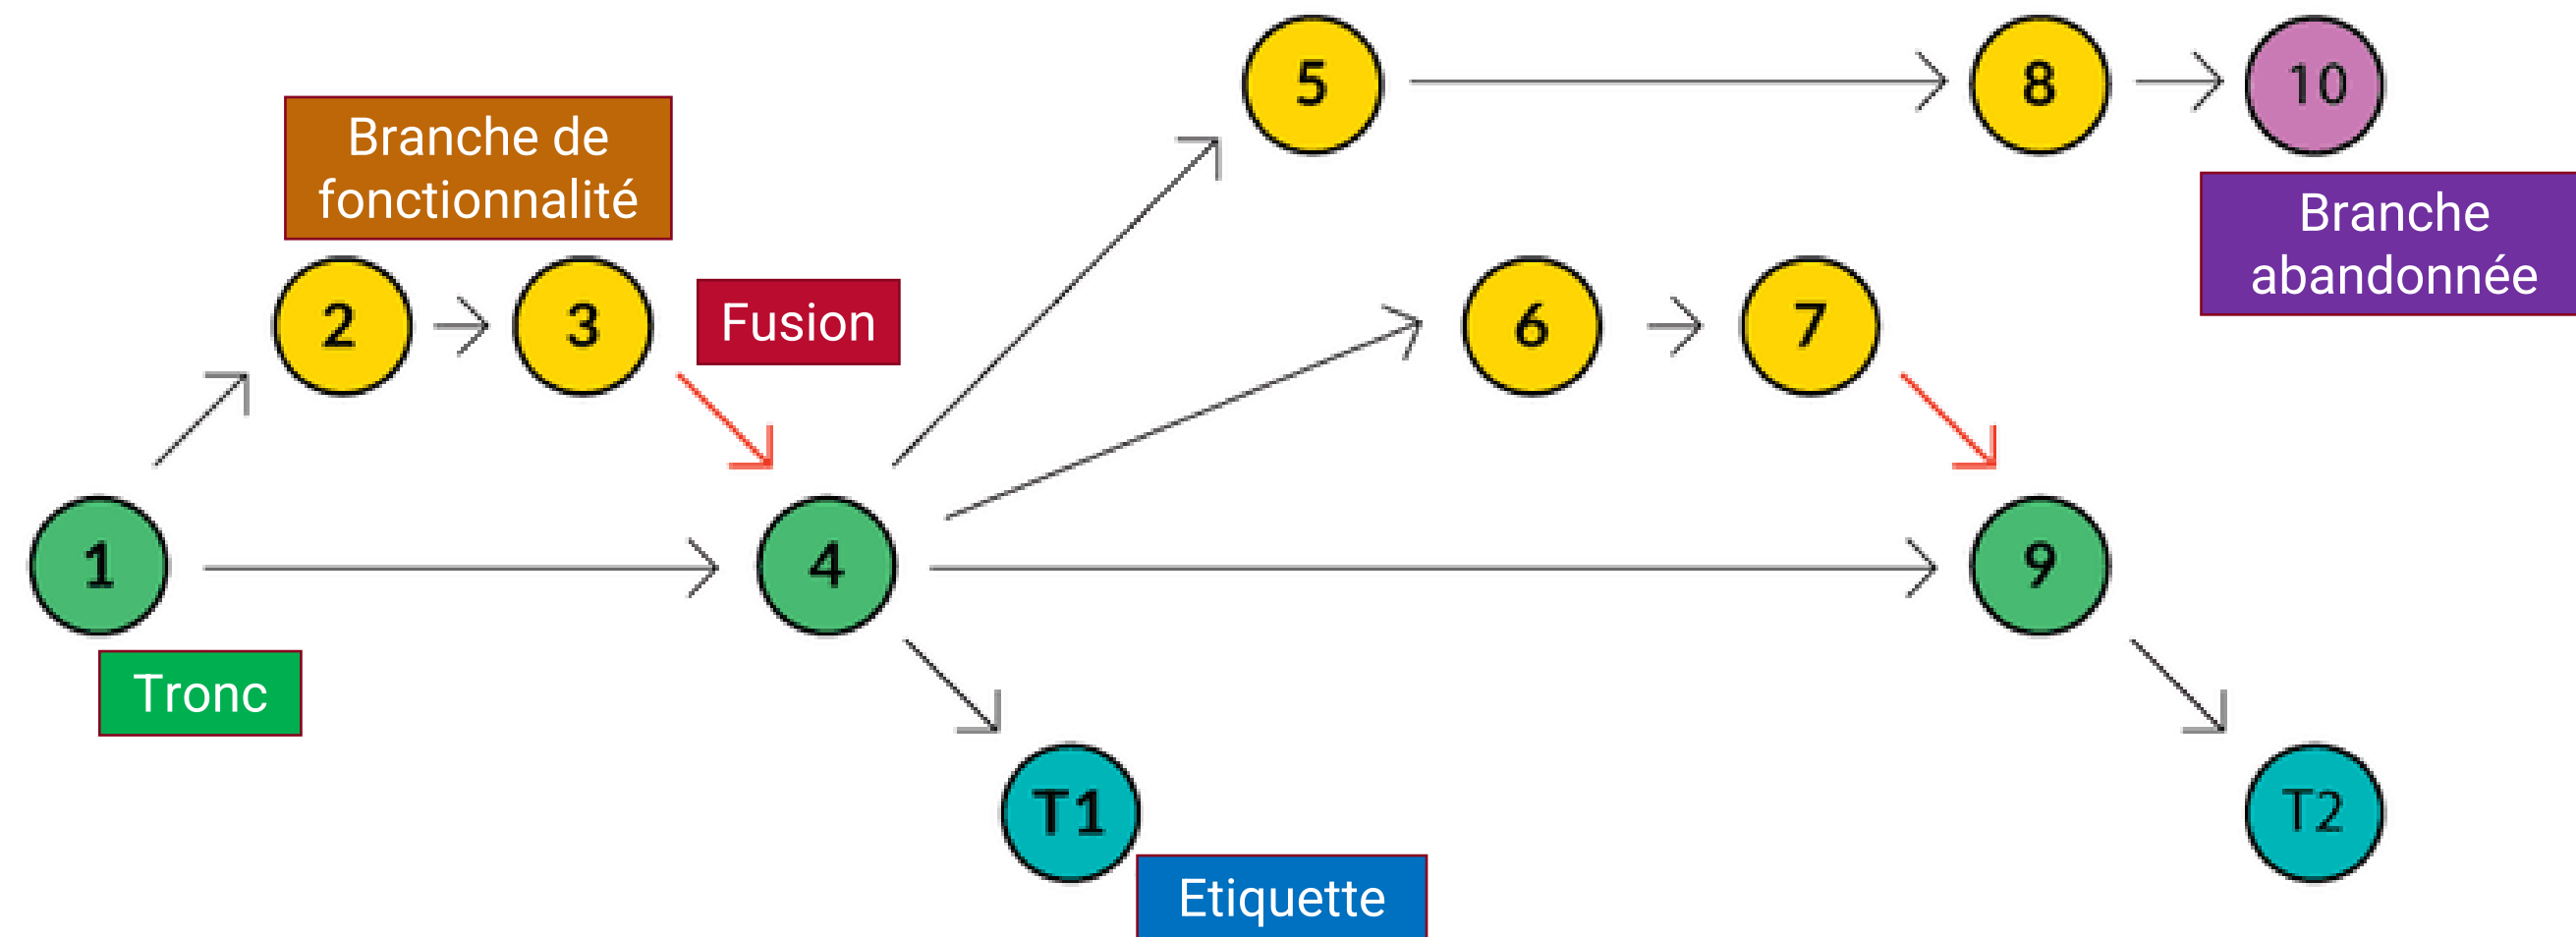 5
8
10
Branche de
fonctionnalité
Branche
abandonnée
2
3
Fusion
6
7
1
4
9
Tronc
T1
T2
Etiquette